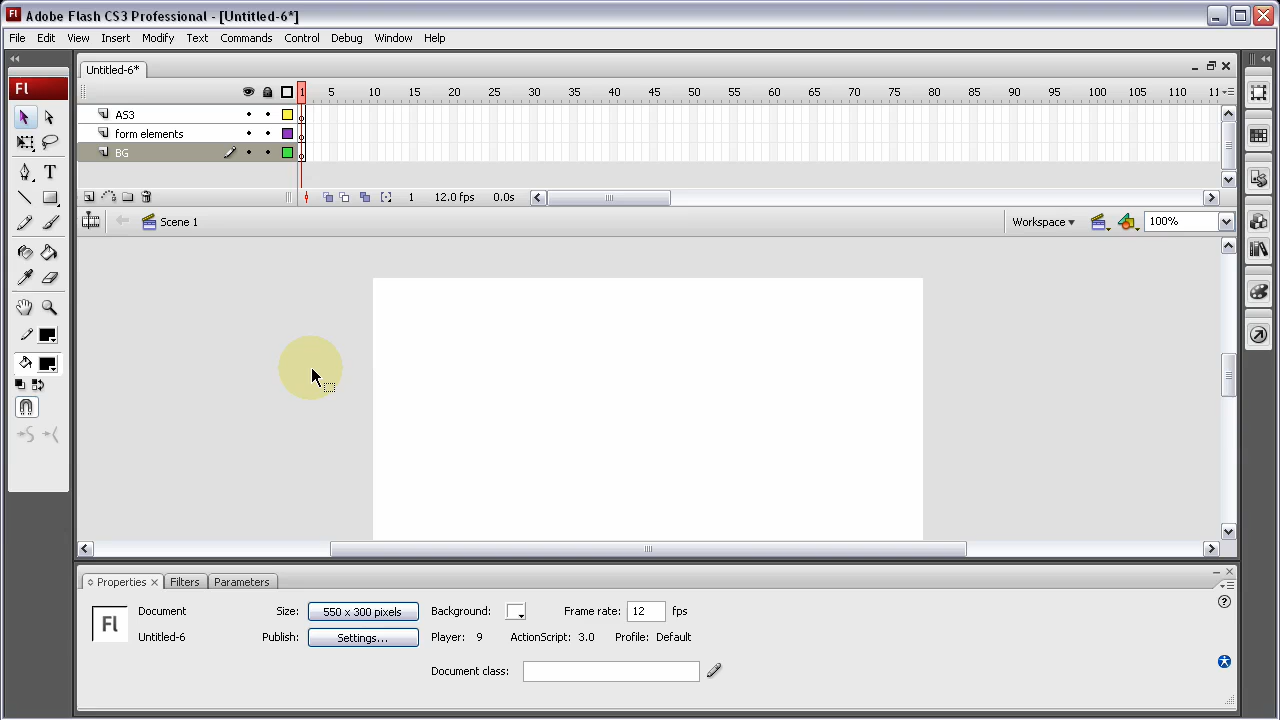 Adobe Flash CS3 Professional - [Untitled-6*]
File Edit View Insert Modify Text Commands Control Debug Window Help
Untitled-6*
Fl
1 5 10 15 20 25 30 35 40 45 50 55 60 65 70 75 80 85 90 95 100 105 110 11
AS3
form elements
BG
1 12.0 fps 0.0s
Scene 1 Workspace 100%
Properties Filters Parameters
Fl Document Size: 550 x 300 pixels Background: Frame rate: 12 fps
Untitled-6 Publish: Settings... Player: 9 ActionScript: 3.0 Profile: Default
Document class: